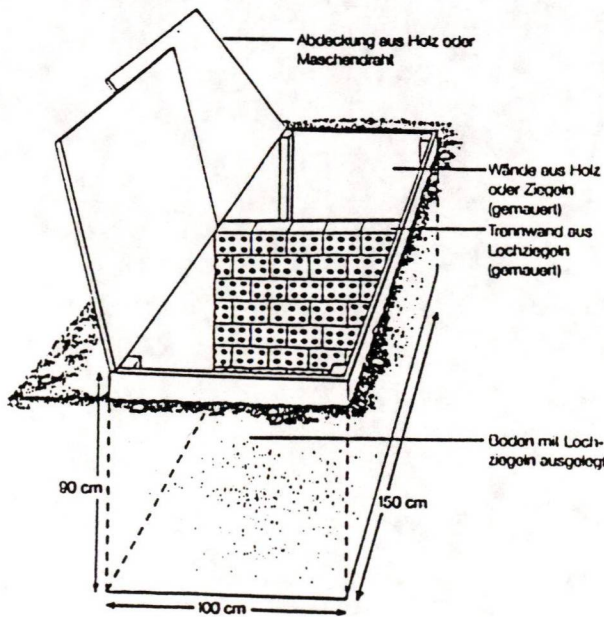 Abdeckung aus Holz oder
Maschendraht
Wände aus Holz
oder Ziegeln
(gemauert)
Trennwand aus
Lochziegeln
(gemauert)
Boden mit Loch-
ziegeln ausgelegt
90 cm
150 cm
100 cm